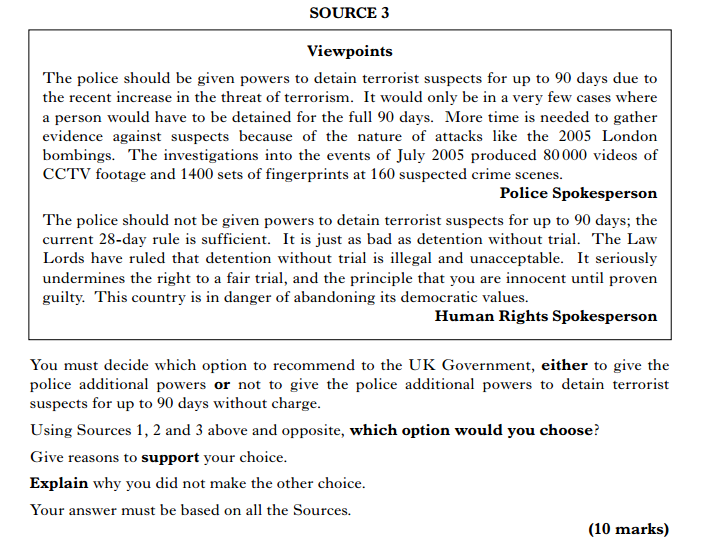 SOURCE 3
Viewpoints
The police should be given powers to detain terrorist suspects for up to 90 days due to
the recent increase in the threat of terrorism. It would only be in a very few cases where
a person would have to be detained for the full 90 days. More time is needed to gather
evidence against suspects because of the nature of attacks like the 2005 London
bombings. The investigations into the events of July 2005 produced 80 000 videos of
CCTV footage and 1400 sets of fingerprints at 160 suspected crime scenes.
Police Spokesperson
The police should not be given powers to detain terrorist suspects for up to 90 days; the
current 28-day rule is sufficient. It is just as bad as detention without trial. The Law
Lords have ruled that detention without trial is illegal and unacceptable. It seriously
undermines the right to a fair trial, and the principle that you are innocent until proven
guilty. This country is in danger of abandoning its democratic values.
Human Rights Spokesperson
You must decide which option to recommend to the UK Government, either to give the
police additional powers or not to give the police additional powers to detain terrorist
suspects for up to 90 days without charge.
Using Sources 1, 2 and 3 above and opposite, which option would you choose?
Give reasons to support your choice.
Explain why you did not make the other choice.
Your answer must be based on all the Sources.
(10 marks)